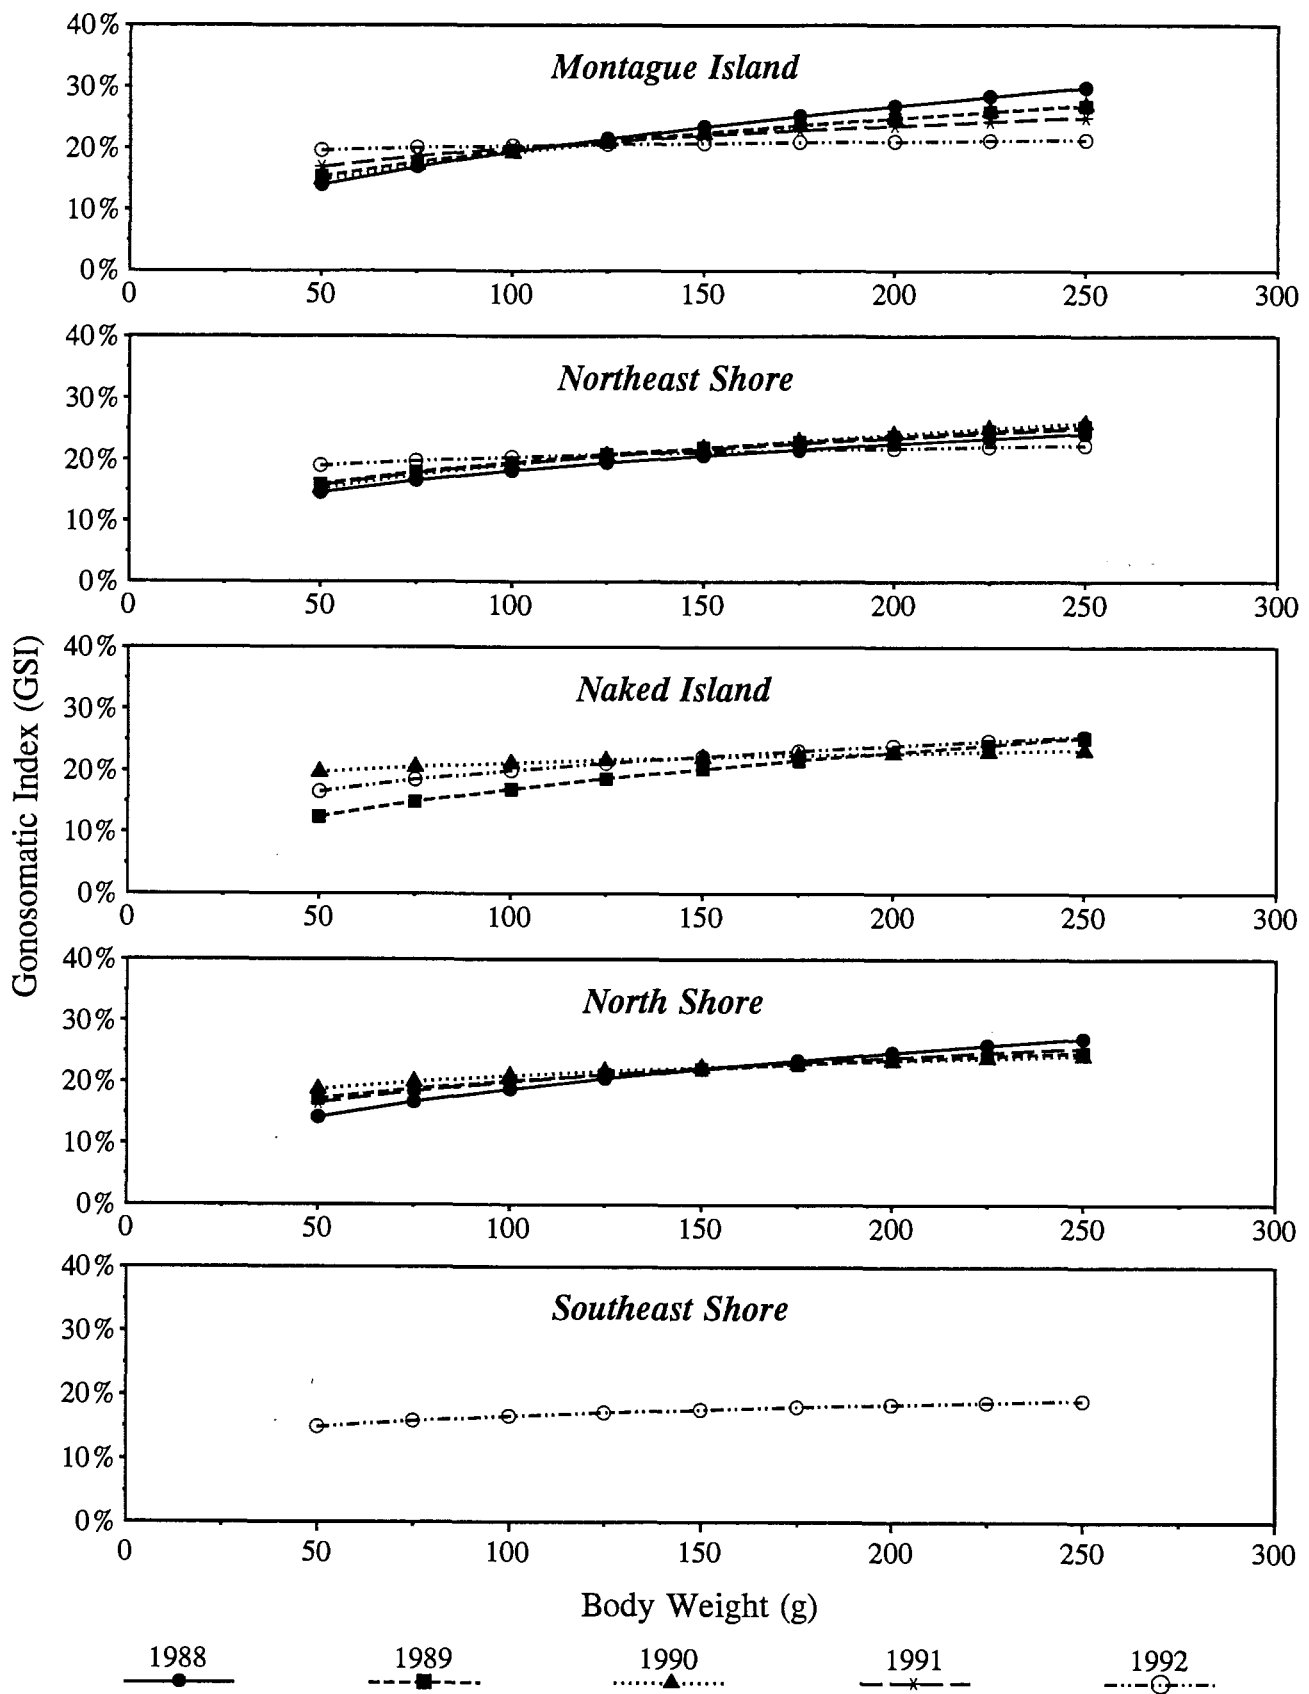 Gonosomatic Index (GSI)
Montague Island
40%
30%
20%
10%
0%
0 50 100 150 200 250 300
Northeast Shore
40%
30%
20%
10%
0%
0 50 100 150 200 250 300
Naked Island
40%
30%
20%
10%
0%
0 50 100 150 200 250 300
North Shore
40%
30%
20%
10%
0%
0 50 100 150 200 250 300
Southeast Shore
40%
30%
20%
10%
0%
0 50 100 150 200 250 300
Body Weight (g)
1988 1989 1990 1991 1992